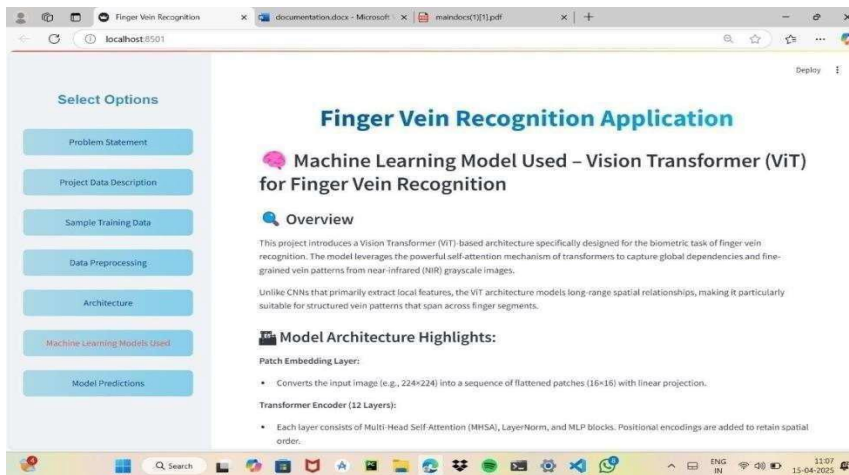 Finger Vein Recognition
documentation.docx - Microsoft
maindocs(1)[1].pdf
localhost:8501
Deploy
Select Options
Problem Statement
Project Data Description
Sample Training Data
Data Preprocessing
Architecture
Machine Learning Models Used
Model Predictions
Finger Vein Recognition Application
Machine Learning Model Used – Vision Transformer (ViT)
for Finger Vein Recognition
Overview
This project introduces a Vision Transformer (ViT)-based architecture specifically designed for the biometric task of finger vein
recognition. The model leverages the powerful self-attention mechanism of transformers to capture global dependencies and fine-
grained vein patterns from near-infrared (NIR) grayscale images.
Unlike CNNs that primarily extract local features, the ViT architecture models long-range spatial relationships, making it particularly
suitable for structured vein patterns that span across finger segments.
Model Architecture Highlights:
Patch Embedding Layer:
• Converts the input image (e.g., 224×224) into a sequence of flattened patches (16×16) with linear projection.
Transformer Encoder (12 Layers):
• Each layer consists of Multi-Head Self-Attention (MHSA), LayerNorm, and MLP blocks. Positional encodings are added to retain spatial
order.
Search
ENG
IN
11:07
15-04-2025